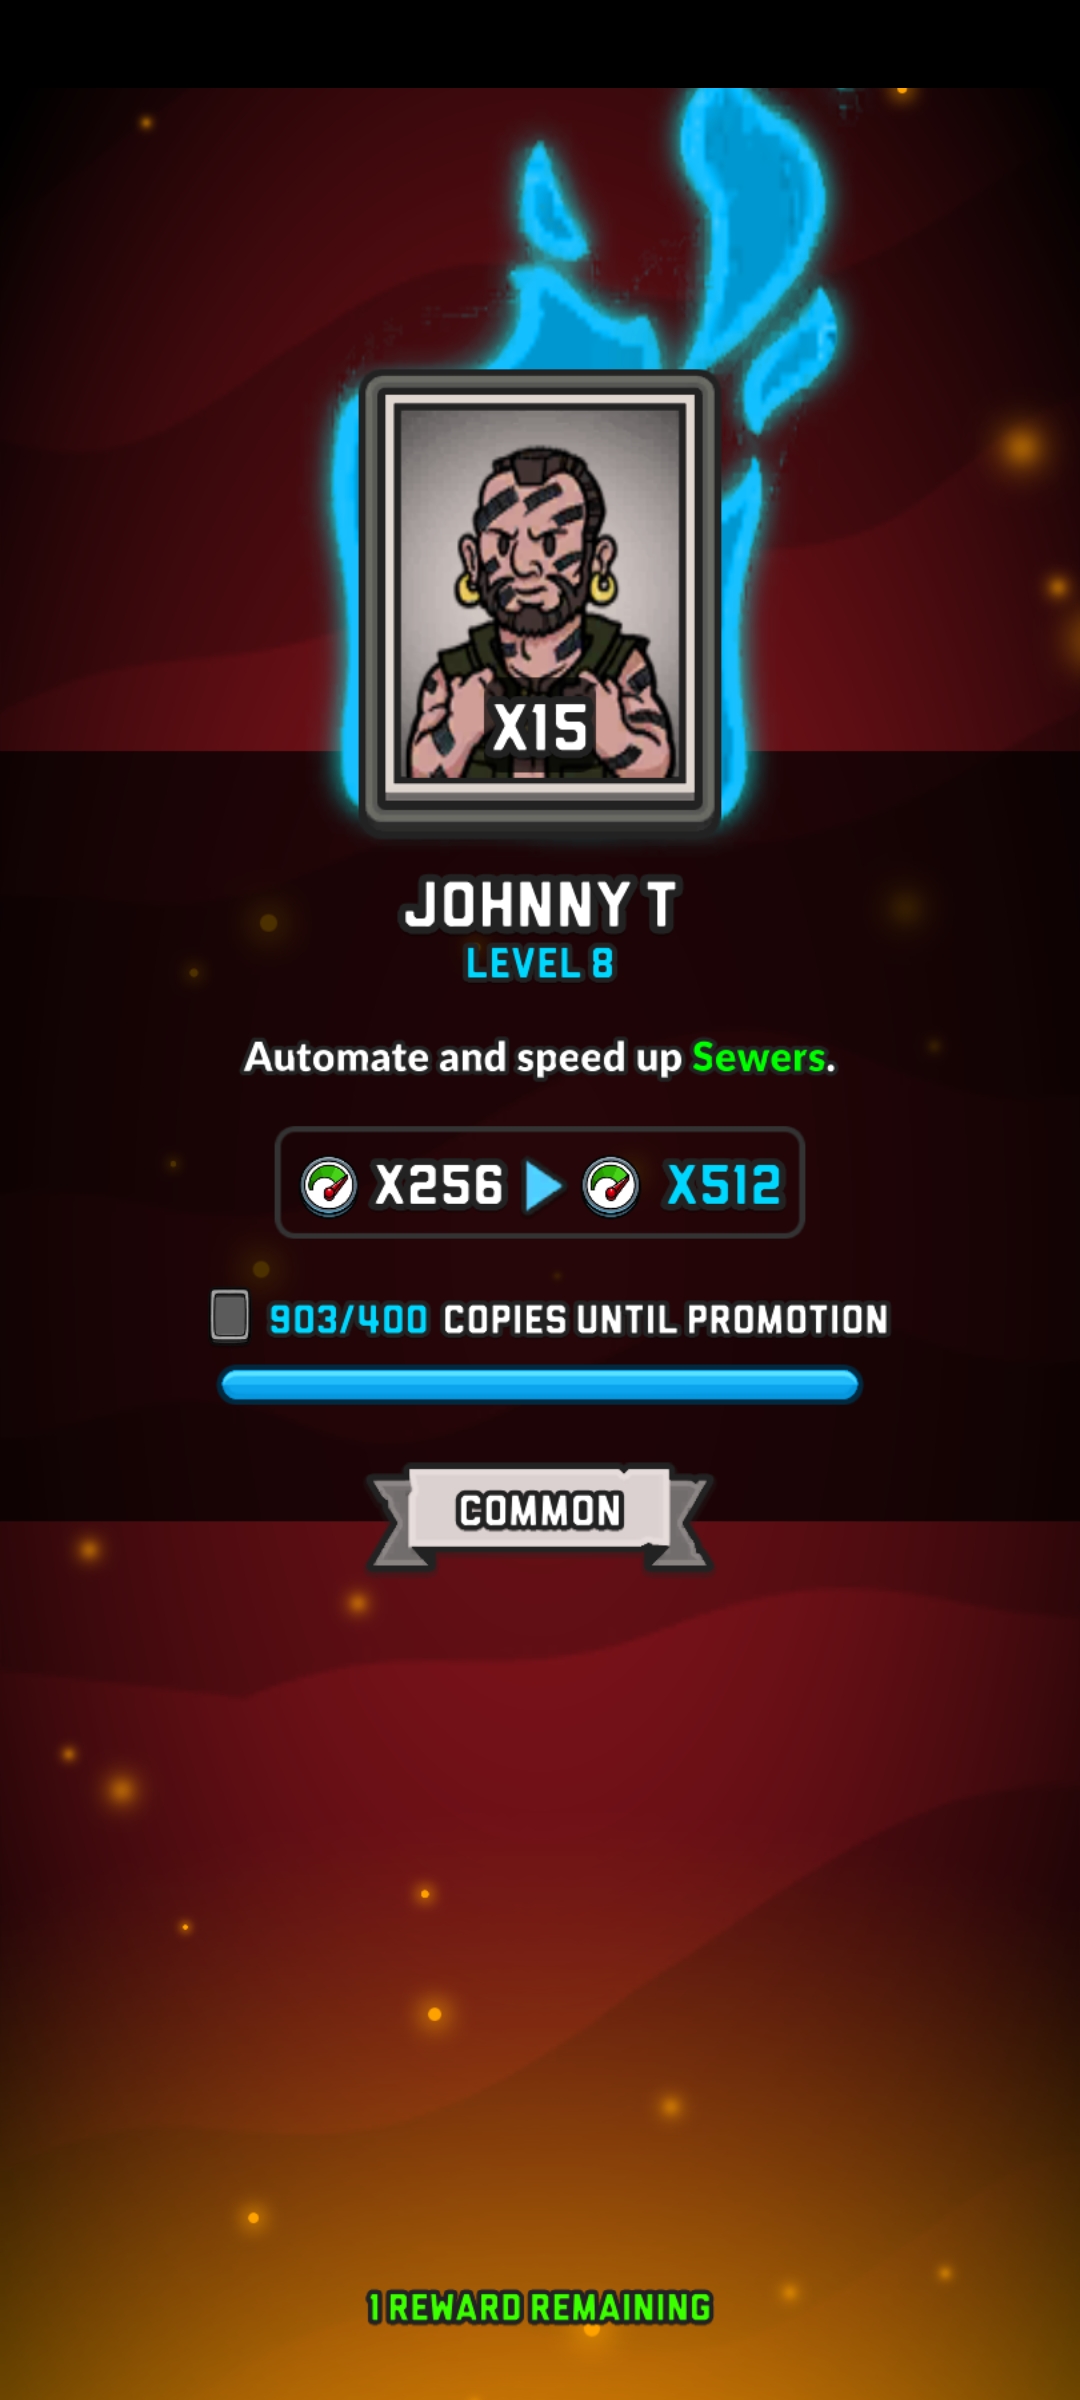 X15
JOHNNY T
LEVEL 8
Automate and speed up Sewers.
X256 X512
903/400 COPIES UNTIL PROMOTION
COMMON
1 REWARD REMAINING